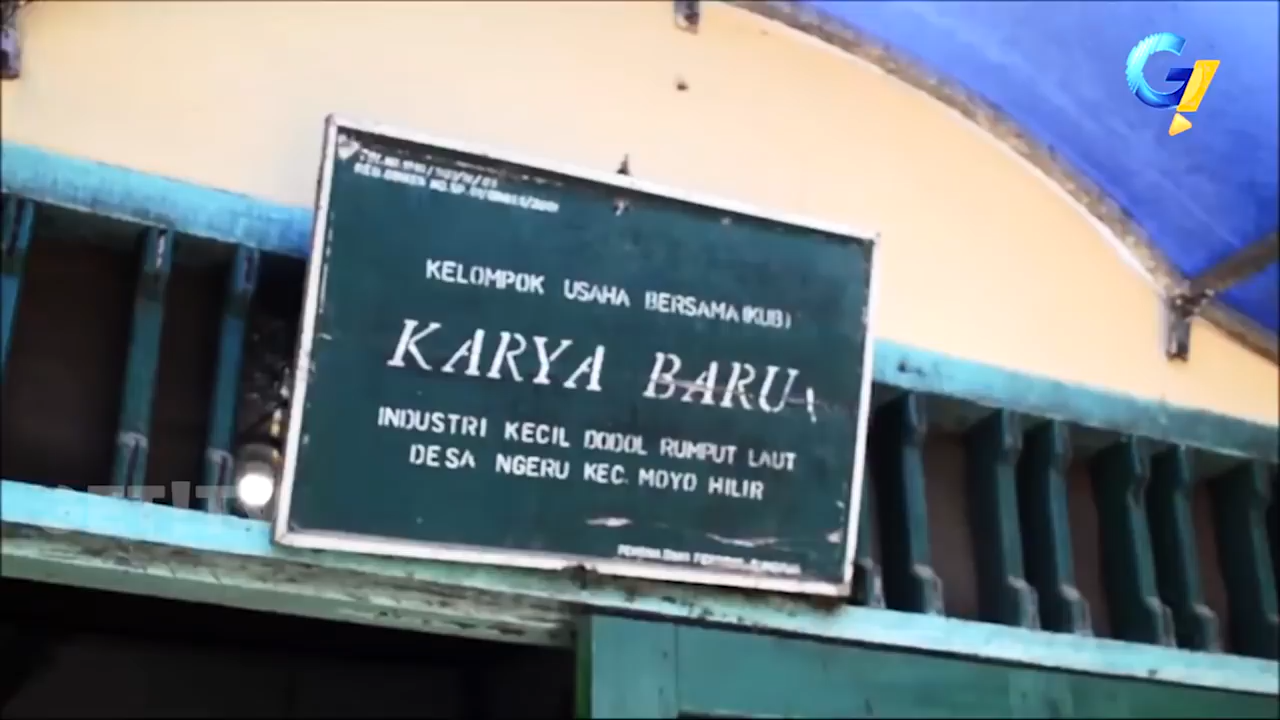 KELOMPOK USAHA BERSAMA (KUB)
KARYA BARU
INDUSTRI KECIL DODOL RUMPUT LAUT
DESA NGERU KEC. MOYO HILIR